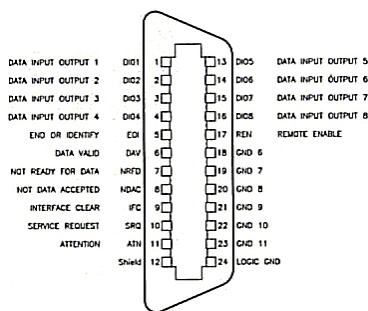 DATA INPUT OUTPUT 1 DIO1 1 13 DIO5 DATA INPUT OUTPUT 5
DATA INPUT OUTPUT 2 DIO2 2 14 DIO6 DATA INPUT OUTPUT 6
DATA INPUT OUTPUT 3 DIO3 3 15 DIO7 DATA INPUT OUTPUT 7
DATA INPUT OUTPUT 4 DIO4 4 16 DIO8 DATA INPUT OUTPUT 8
END OR IDENTIFY EOI 5 17 REN REMOTE ENABLE
DATA VALID DAV 6 18 GND 6
NOT READY FOR DATA NRFD 7 19 GND 7
NOT DATA ACCEPTED NDAC 8 20 GND 8
INTERFACE CLEAR IFC 9 21 GND 9
SERVICE REQUEST SRQ 10 22 GND 10
ATTENTION ATN 11 23 GND 11
Shield 12 24 LOGIC GND